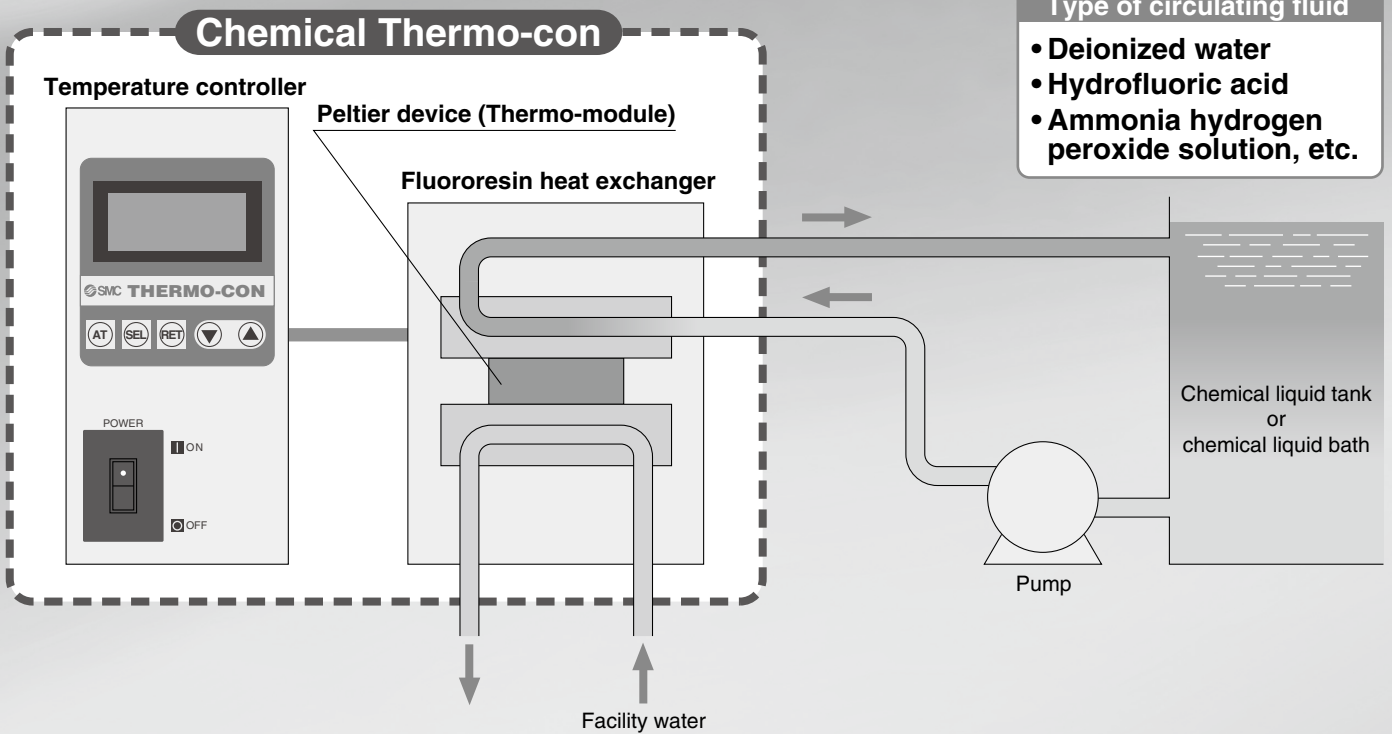 Chemical Thermo-con
Type of circulating fluid
• Deionized water
• Hydrofluoric acid
• Ammonia hydrogen
peroxide solution, etc.
Temperature controller
Peltier device (Thermo-module)
Fluororesin heat exchanger
SMC THERMO-CON
AT SEL RET
POWER
ON
OFF
Chemical liquid tank
or
chemical liquid bath
Pump
Facility water